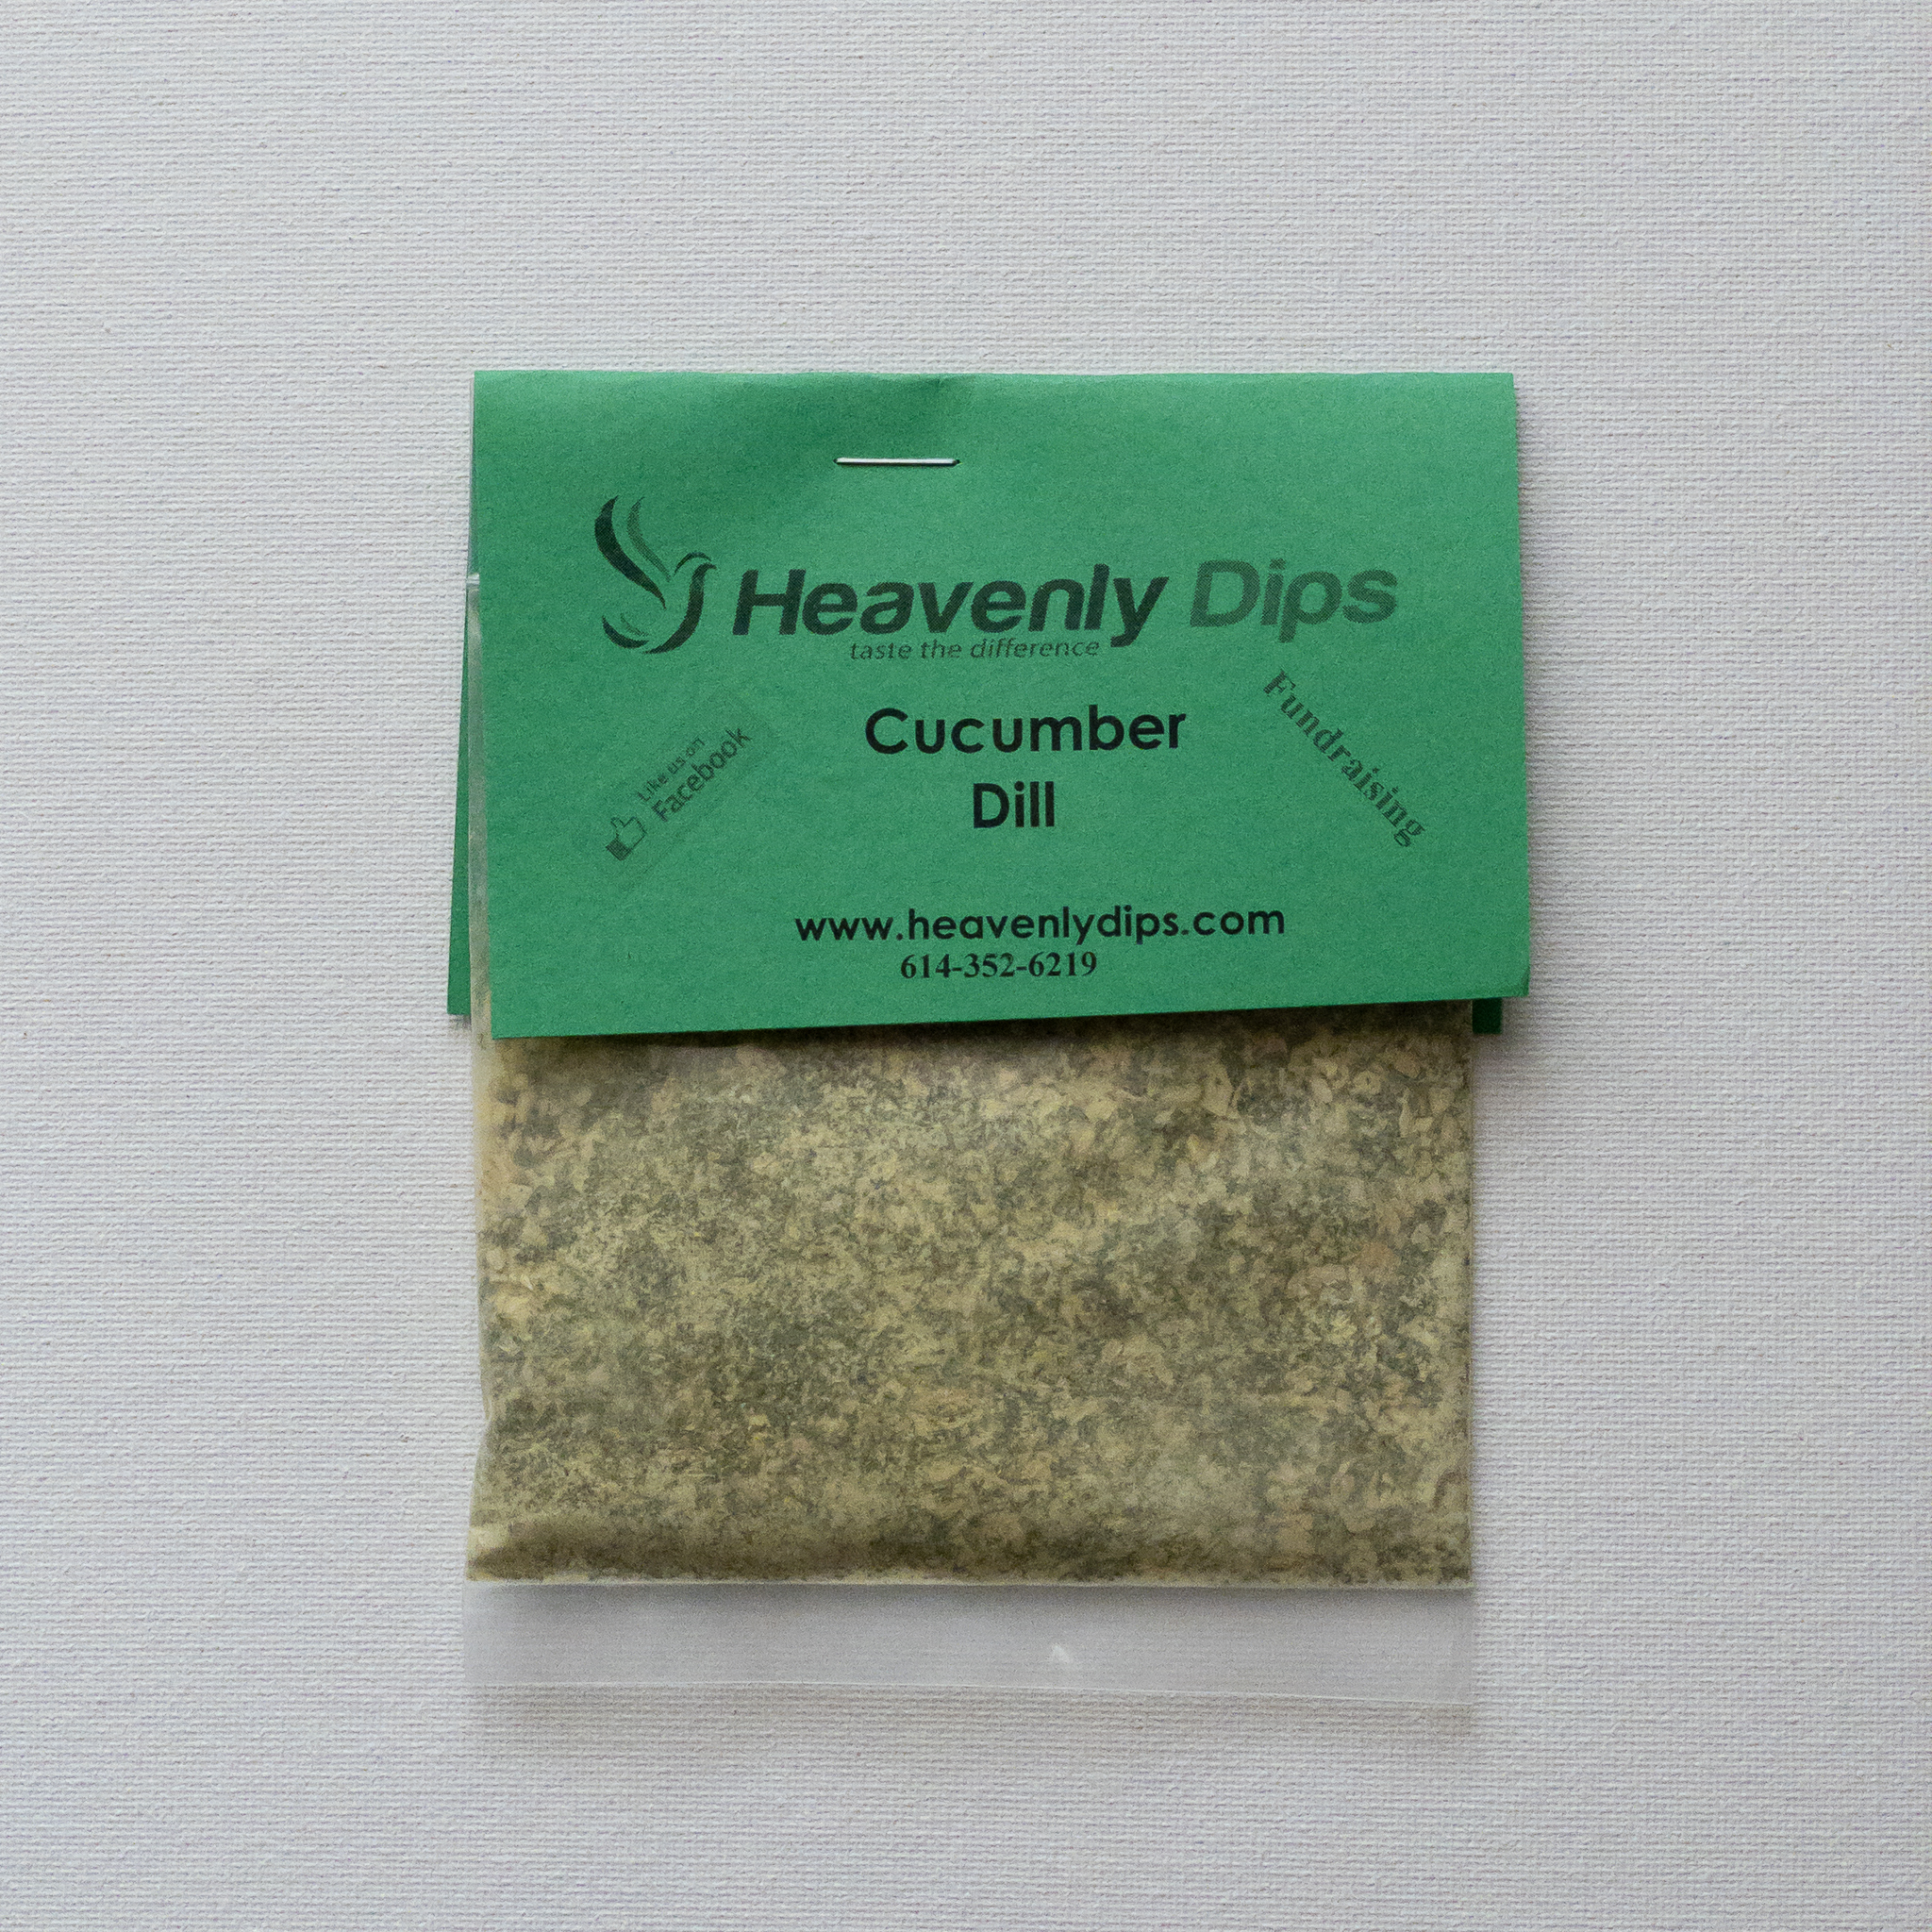 Heavenly Dips
taste the difference
Like us on
Facebook
Cucumber
Dill
Fundraising
www.heavenlydips.com
614-352-6219